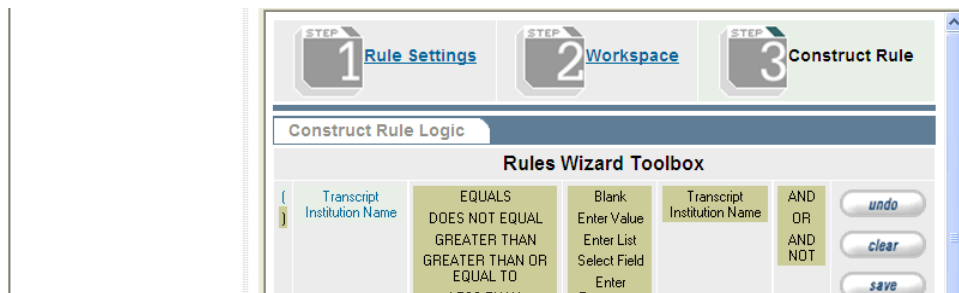 STEP 1 Rule Settings
STEP 2 Workspace
STEP 3 Construct Rule
Construct Rule Logic
Rules Wizard Toolbox
(
)
Transcript
Institution Name
EQUALS
DOES NOT EQUAL
GREATER THAN
GREATER THAN OR
EQUAL TO
Blank
Enter Value
Enter List
Select Field
Enter
Transcript
Institution Name
AND
OR
AND
NOT
undo
clear
save